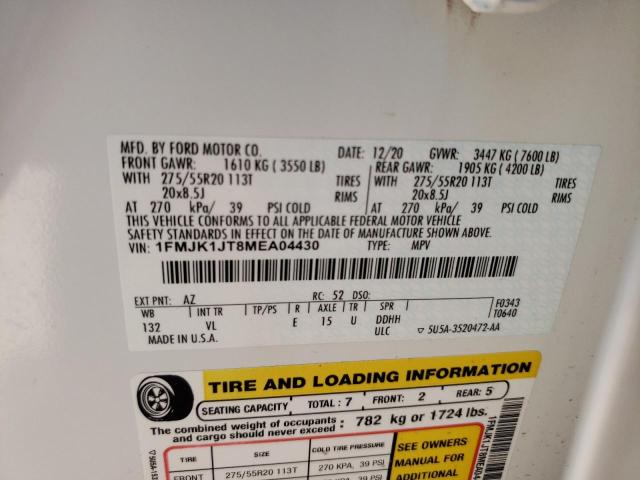 MFD. BY FORD MOTOR CO. DATE: 12/20 GVWR: 3447 KG ( 7600 LB)
FRONT GAWR: 1610 KG ( 3550 LB) REAR GAWR: 1905 KG ( 4200 LB)
WITH 275/55R20 113T TIRES WITH 275/55R20 113T TIRES
20x8.5J RIMS 20x8.5J RIMS
AT 270 kPa/ 39 PSI COLD AT 270 kPa/ 39 PSI COLD
THIS VEHICLE CONFORMS TO ALL APPLICABLE FEDERAL MOTOR VEHICLE
SAFETY STANDARDS IN EFFECT ON THE DATE OF MANUFACTURE SHOWN ABOVE.
VIN: 1FMJK1JT8MEA04430 TYPE: MPV
EXT PNT: AZ RC: 52 DSO:
WB INT TR TP/PS R AXLE TR SPR F0343
132 VL E 15 U DDHH T0640
MADE IN U.S.A. ULC ▽ 5U5A-3520472-AA
TIRE AND LOADING INFORMATION
SEATING CAPACITY TOTAL : 7 FRONT: 2 REAR: 5
The combined weight of occupants and cargo should never exceed : 782 kg or 1724 lbs.
TIRE SIZE COLD TIRE PRESSURE
FRONT 275/55R20 113T 270 KPA, 39 PSI
SEE OWNERS
MANUAL FOR
ADDITIONAL